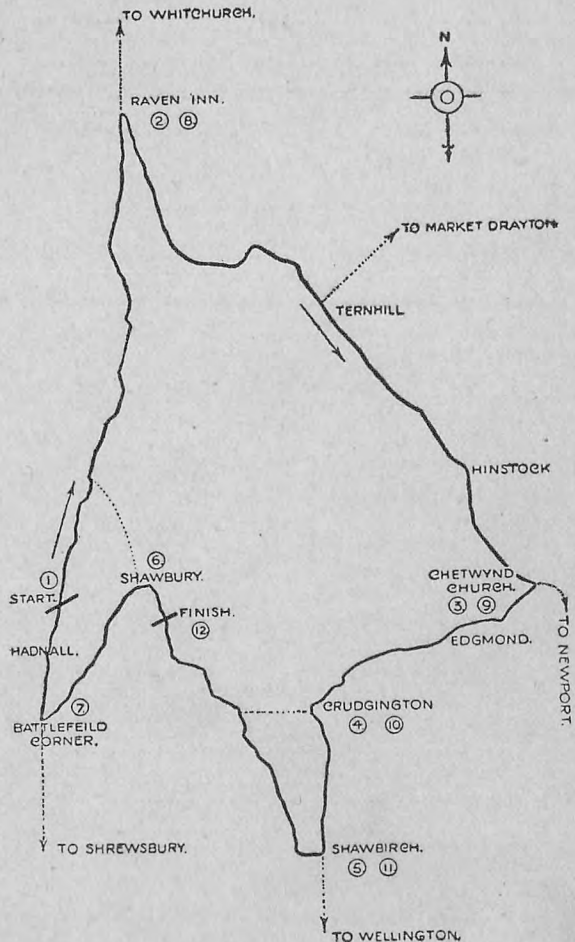 TO WHITCHURCH.
N
RAVEN INN.
② ⑧
TO MARKET DRAYTON
TERNHILL
HINSTOCK
①
START.
⑥
SHAWBURY.
FINISH.
⑫
CHETWYND
CHURCH.
③ ⑨
EDGMOND.
TO NEWPORT.
HADNALL.
⑦
BATTLEFEILD
CORNER.
CRUDGINGTON
④ ⑩
TO SHREWSBURY.
SHAWBIRCH.
⑤ ⑪
TO WELLINGTON.